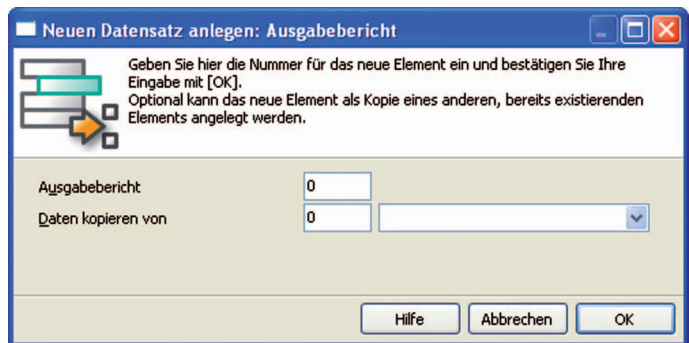 Neuen Datensatz anlegen: Ausgabebericht
Geben Sie hier die Nummer für das neue Element ein und bestätigen Sie Ihre
Eingabe mit [OK].
Optional kann das neue Element als Kopie eines anderen, bereits existierenden
Elements angelegt werden.
Ausgabebericht 0
Daten kopieren von 0
Hilfe Abbrechen OK